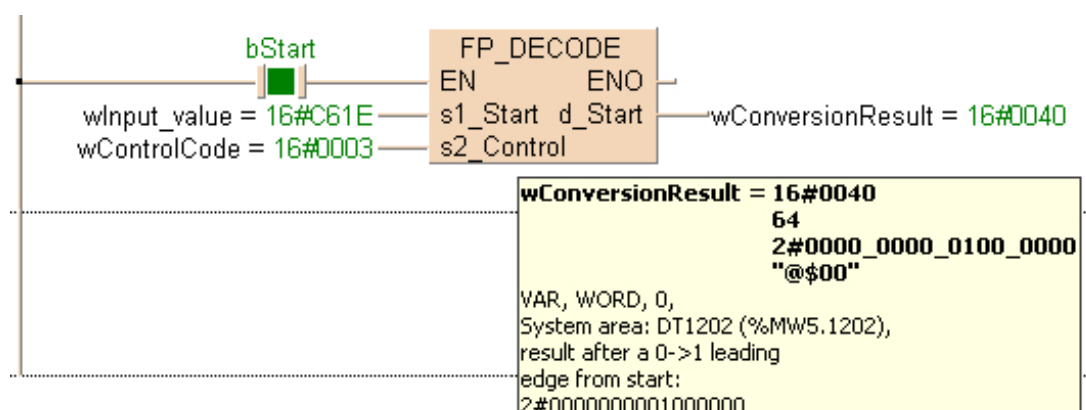 bStart
FP_DECODE
EN ENO
wInput_value = 16#C61E s1_Start d_Start wConversionResult = 16#0040
wControlCode = 16#0003 s2_Control
wConversionResult = 16#0040
64
2#0000_0000_0100_0000
"@$00"
VAR, WORD, 0,
System area: DT1202 (%MW5.1202),
result after a 0->1 leading
edge from start:
2#0000000001000000